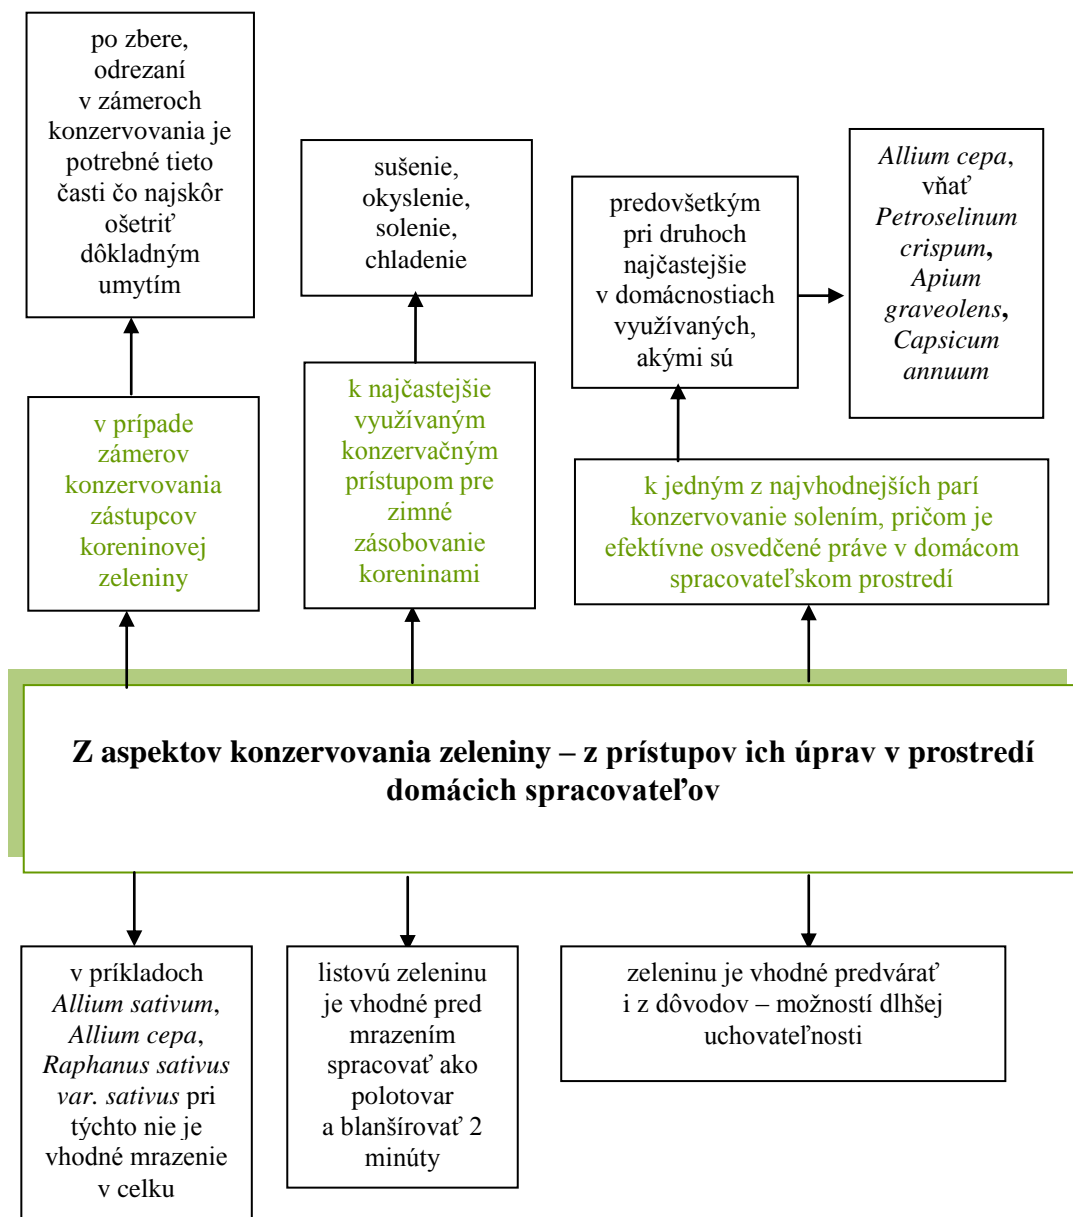 po zbere,
odrezaní
v zámeroch
konzervovania je
potrebné tieto
časti čo najskôr
ošetriť
dôkladným
umytím
sušenie,
okyslenie,
solenie,
chladenie
predovšetkým
pri druhoch
najčastejšie
v domácnostiach
využívaných,
akými sú
Allium cepa,
vňať
Petroselinum
crispum,
Apium
graveolens,
Capsicum
annuum
v prípade
zámerov
konzervovania
zástupcov
koreninovej
zeleniny
k najčastejšie
využívaným
konzervačným
prístupom pre
zimné
zásobovanie
koreninami
k jedným z najvhodnejších parí
konzervovanie solením, pričom je
efektívne osvedčené práve v domácom
spracovateľskom prostredí
Z aspektov konzervovania zeleniny – z prístupov ich úprav v prostredí
domácich spracovateľov
v príkladoch
Allium sativum,
Allium cepa,
Raphanus sativus
var. sativus pri
týchto nie je
vhodné mrazenie
v celku
listovú zeleninu
je vhodné pred
mrazením
spracovať ako
polotovar
a blanšírovať 2
minúty
zeleninu je vhodné predvárať
i z dôvodov – možností dlhšej
uchovateľnosti